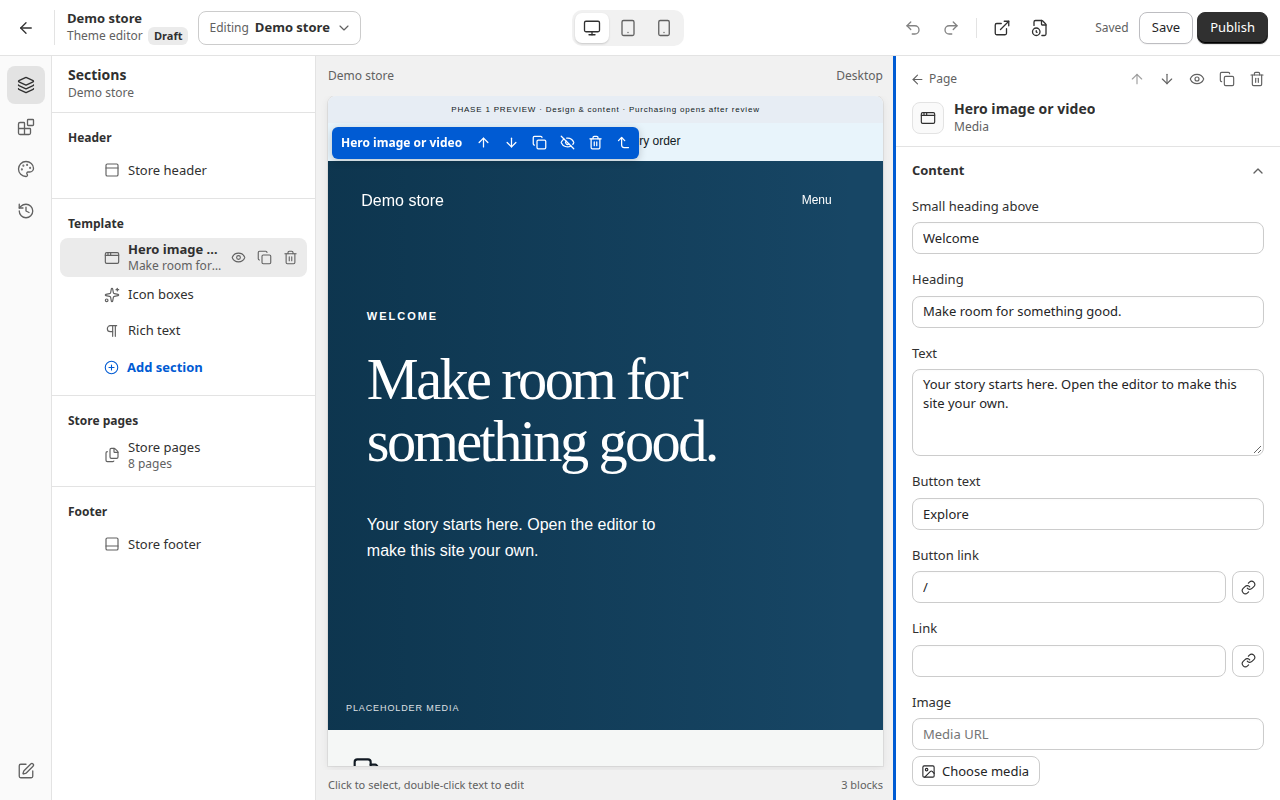 Demo store
Theme editor Draft
Editing Demo store
Saved
Save
Publish
Sections
Demo store
Header
Store header
Template
Hero image ...
Make room for...
Icon boxes
Rich text
Add section
Store pages
Store pages
8 pages
Footer
Store footer
Demo store
Desktop
PHASE 1 PREVIEW · Design & content · Purchasing opens after review
Hero image or video
order
Demo store
Menu
WELCOME
Make room for
something good.
Your story starts here. Open the editor to
make this site your own.
PLACEHOLDER MEDIA
Click to select, double-click text to edit
3 blocks
Page
Hero image or video
Media
Content
Small heading above
Welcome
Heading
Make room for something good.
Text
Your story starts here. Open the editor to make this
site your own.
Button text
Explore
Button link
/
Link
Image
Media URL
Choose media